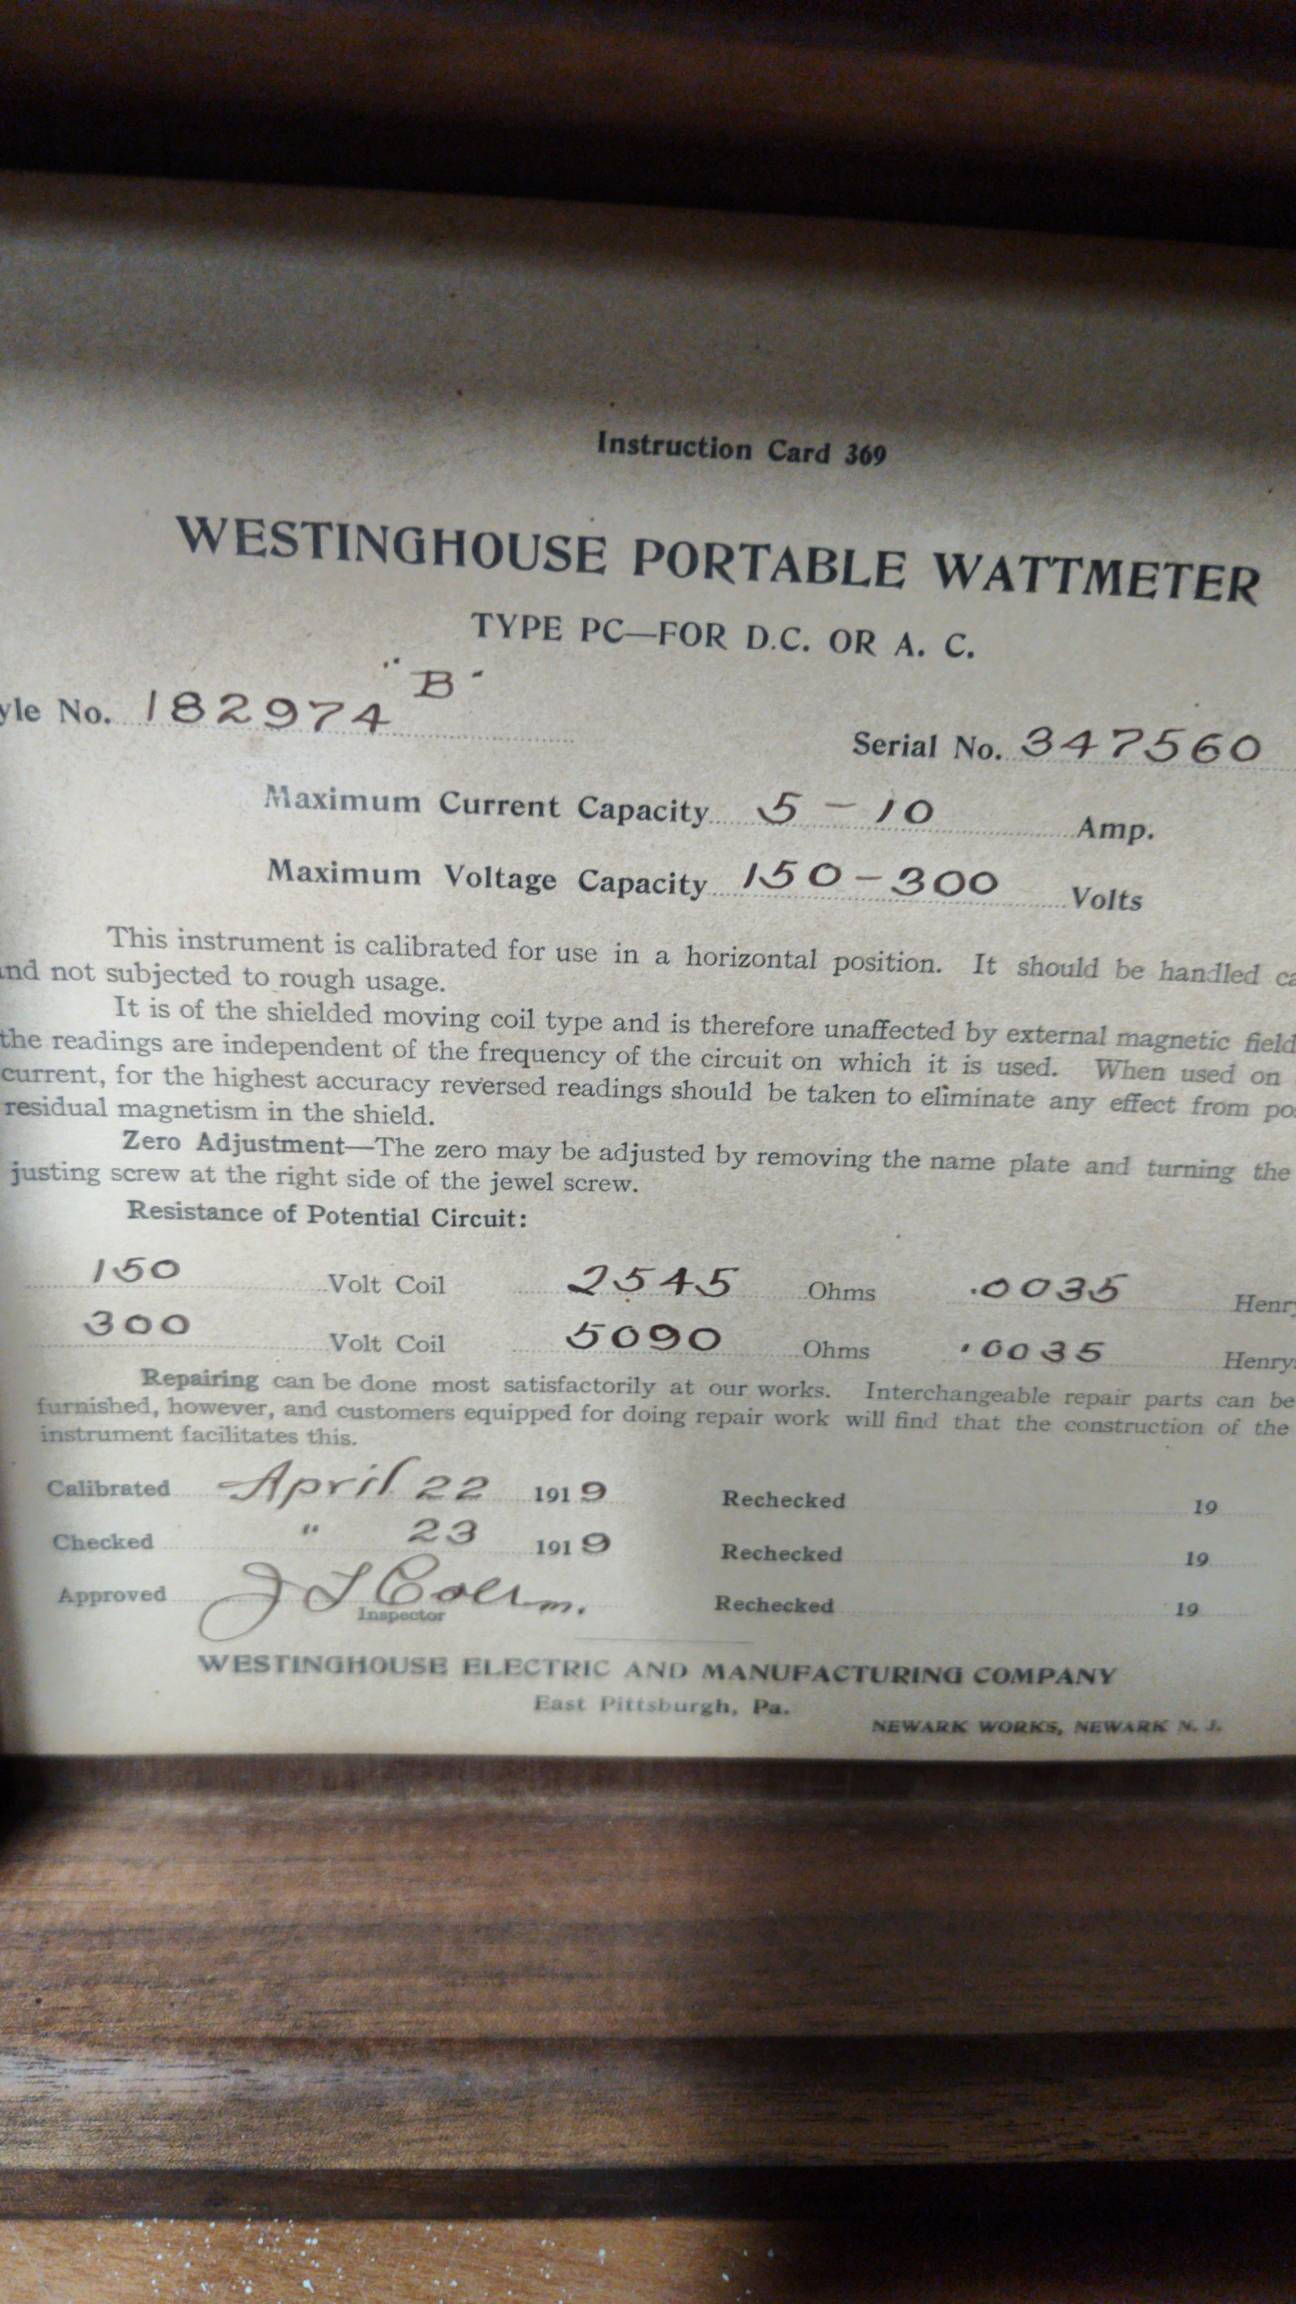 Instruction Card 369
WESTINGHOUSE PORTABLE WATTMETER
TYPE PC—FOR D.C. OR A. C.
yle No. 182974 "B"
Serial No. 347560
Maximum Current Capacity 5 - 10 Amp.
Maximum Voltage Capacity 150 - 300 Volts
This instrument is calibrated for use in a horizontal position. It should be handled ca
nd not subjected to rough usage.
It is of the shielded moving coil type and is therefore unaffected by external magnetic field
the readings are independent of the frequency of the circuit on which it is used. When used on
current, for the highest accuracy reversed readings should be taken to eliminate any effect from pos
residual magnetism in the shield.
Zero Adjustment—The zero may be adjusted by removing the name plate and turning the
justing screw at the right side of the jewel screw.
Resistance of Potential Circuit:
150 Volt Coil 2545 Ohms .0035 Henry
300 Volt Coil 5090 Ohms .0035 Henry
Repairing can be done most satisfactorily at our works. Interchangeable repair parts can be
furnished, however, and customers equipped for doing repair work will find that the construction of the
instrument facilitates this.
Calibrated April 22 1919 Rechecked 19
Checked " 23 1919 Rechecked 19
Approved J Rechecked 19
Inspector
WESTINGHOUSE ELECTRIC AND MANUFACTURING COMPANY
East Pittsburgh, Pa.
NEWARK WORKS, NEWARK N. J.